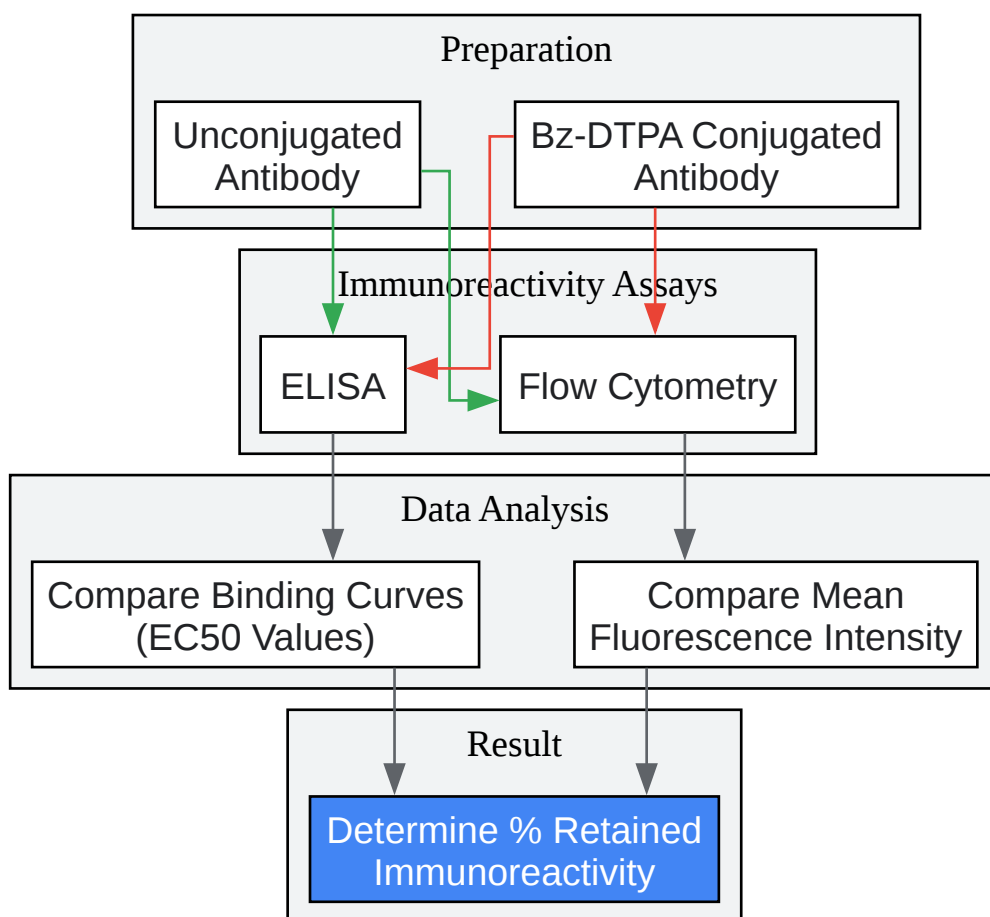 Preparation
Unconjugated
Antibody
Bz-DTPA Conjugated
Antibody
Immunoreactivity Assays
ELISA
Flow Cytometry
Data Analysis
Compare Binding Curves
(EC50 Values)
Compare Mean
Fluorescence Intensity
Result
Determine % Retained
Immunoreactivity